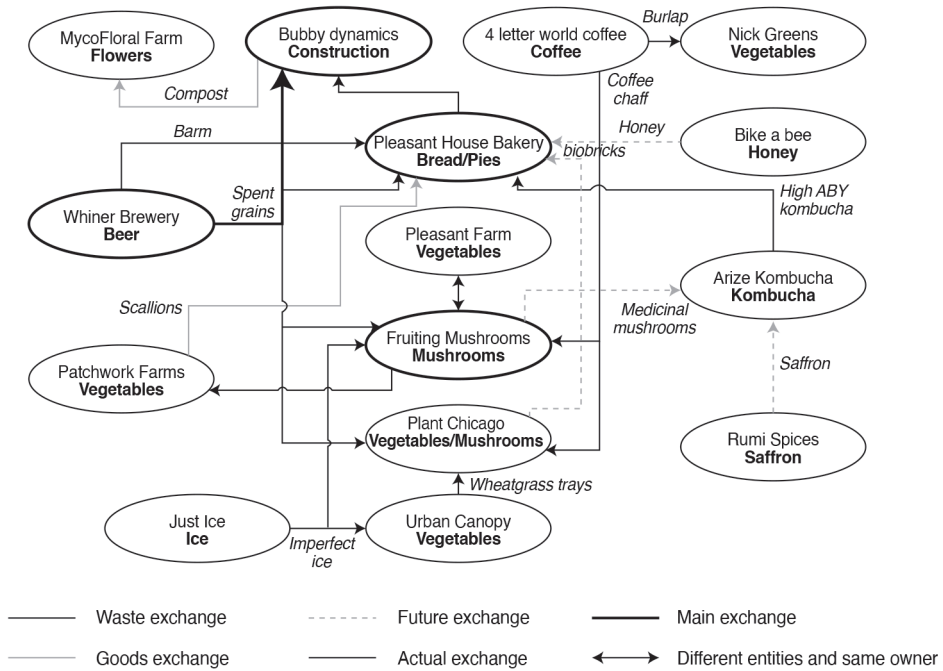 MycoFloral Farm
Flowers
Bubby dynamics
Construction
4 letter world coffee
Coffee
Burlap
Nick Greens
Vegetables
Compost
Coffee
chaff
Barm
Pleasant House Bakery
Bread/Pies
Honey
biobricks
Bike a bee
Honey
Spent
grains
High ABY
kombucha
Whiner Brewery
Beer
Pleasant Farm
Vegetables
Arize Kombucha
Kombucha
Scallions
Medicinal
mushrooms
Fruiting Mushrooms
Mushrooms
Patchwork Farms
Vegetables
Saffron
Plant Chicago
Vegetables/Mushrooms
Rumi Spices
Saffron
Wheatgrass trays
Just Ice
Ice
Imperfect
ice
Urban Canopy
Vegetables
Waste exchange
Future exchange
Main exchange
Goods exchange
Actual exchange
Different entities and same owner